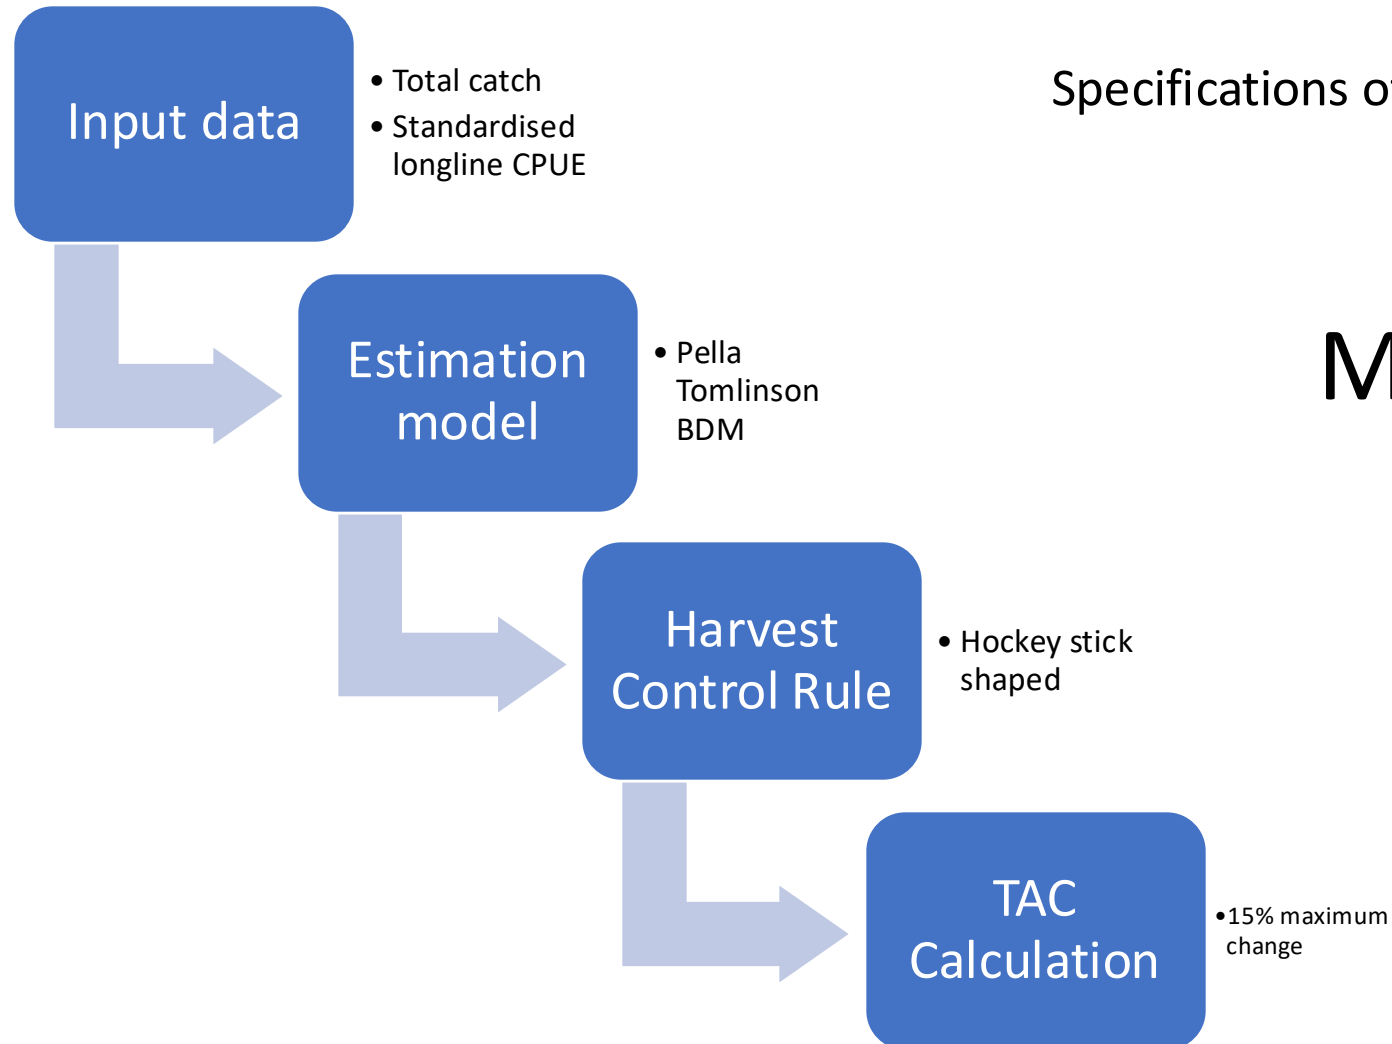 Input data
• Total catch
• Standardised
longline CPUE
Specifications o
M
Estimation
model
• Pella
Tomlinson
BDM
Harvest
Control Rule
• Hockey stick
shaped
TAC
Calculation
•15% maximum
change